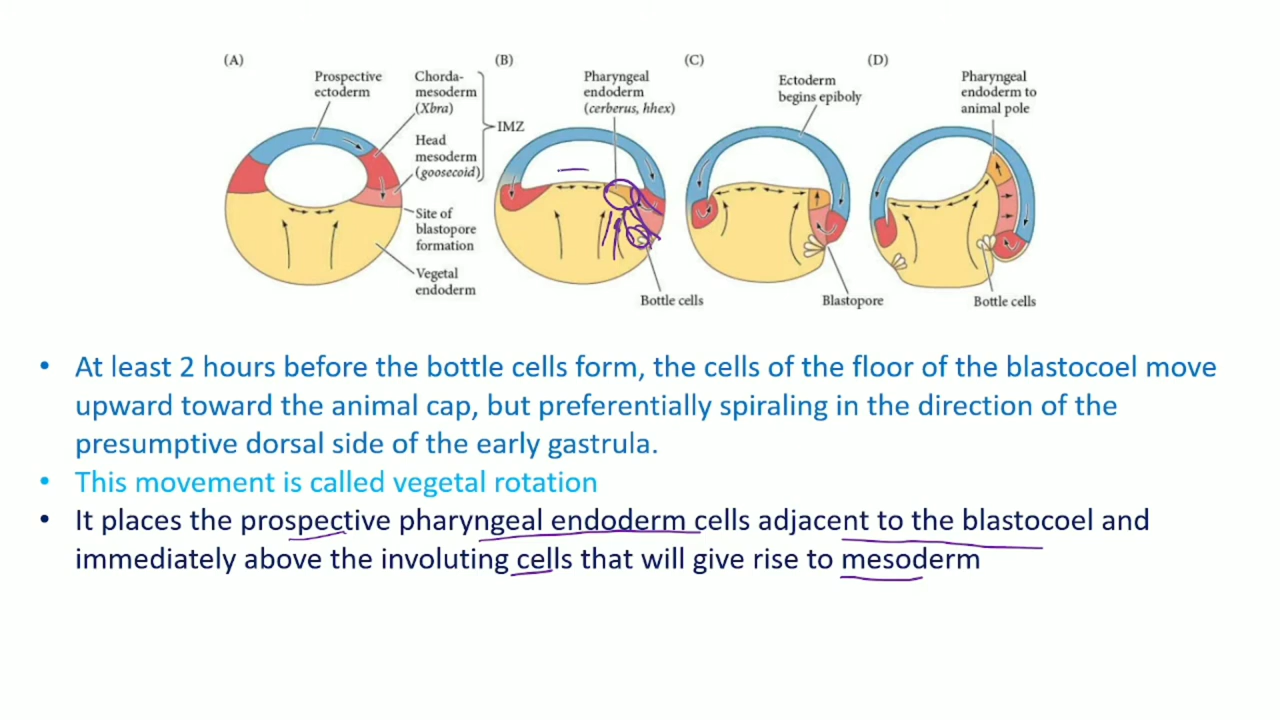 (A)
Prospective
ectoderm
Chorda-
mesoderm
(Xbra)
Head
mesoderm
(goosecoid)
IMZ
Site of
blastopore
formation
Vegetal
endoderm
(B)
Pharyngeal
endoderm
(cerberus, hhex)
Bottle cells
(C)
Ectoderm
begins epiboly
Blastopore
(D)
Pharyngeal
endoderm to
animal pole
Bottle cells
• At least 2 hours before the bottle cells form, the cells of the floor of the blastocoel move
upward toward the animal cap, but preferentially spiraling in the direction of the
presumptive dorsal side of the early gastrula.
• This movement is called vegetal rotation
• It places the prospective pharyngeal endoderm cells adjacent to the blastocoel and
immediately above the involuting cells that will give rise to mesoderm